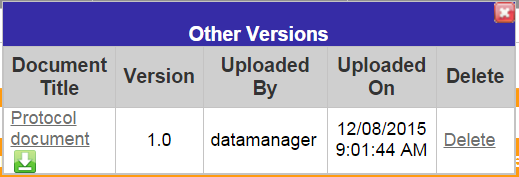 Other Versions
Document Title Version Uploaded By Uploaded On Delete
Protocol document 1.0 datamanager 12/08/2015 9:01:44 AM Delete